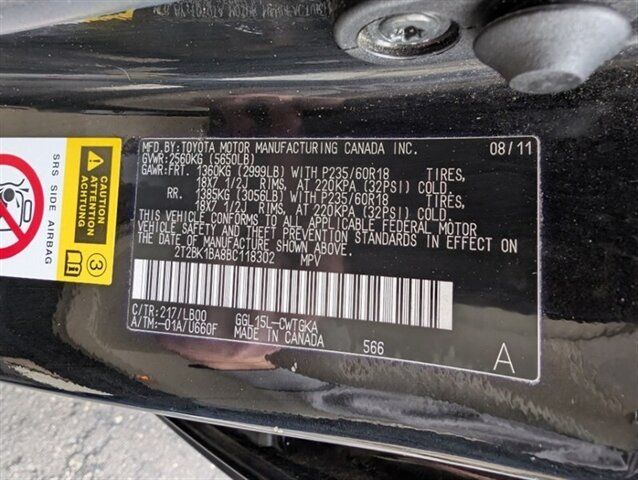 MFD.BY:TOYOTA MOTOR MANUFACTURING CANADA INC. 08/11
GVWR:2560KG (5650LB)
GAWR:FRT. 1360KG (2999LB) WITH P235/60R18 TIRES,
18X7 1/2J RIMS, AT 220KPA (32PSI) COLD.
RR. 1385KG (3056LB) WITH P235/60R18 TIRES,
18X7 1/2J RIMS, AT 220KPA (32PSI) COLD.
THIS VEHICLE CONFORMS TO ALL APPLICABLE FEDERAL MOTOR
VEHICLE SAFETY AND THEFT PREVENTION STANDARDS IN EFFECT ON
THE DATE OF MANUFACTURE SHOWN ABOVE.
2T2BK1BA8BC118302 MPV
C/TR:217/LB00 GGL15L-CWTGKA
A/TM:-01A/U660F MADE IN CANADA 566 A
SRS SIDE AIRBAG
CAUTION
ATTENTION
3